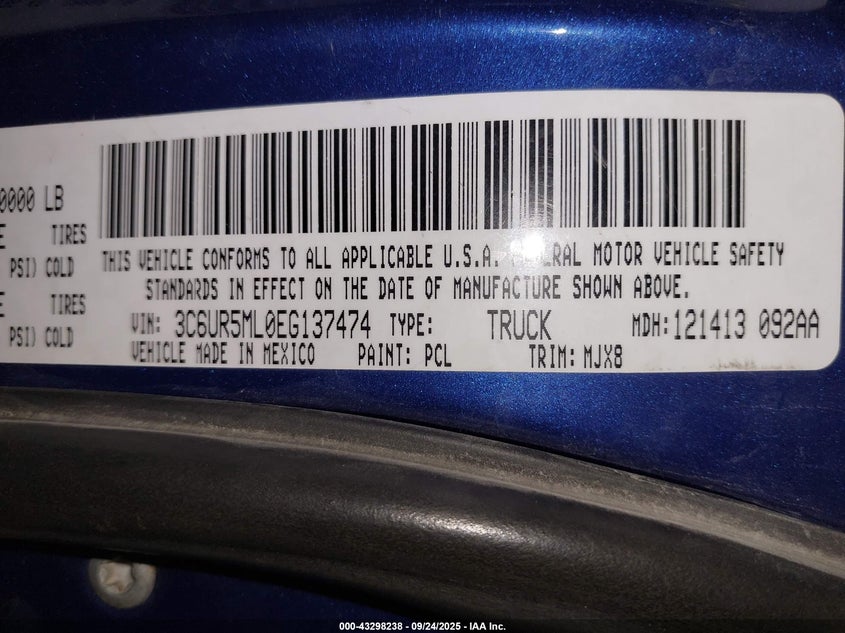 0000 LB
E TIRES
PSI) COLD
E TIRES
PSI) COLD
THIS VEHICLE CONFORMS TO ALL APPLICABLE U.S.A. MOTOR VEHICLE SAFETY
STANDARDS IN EFFECT ON THE DATE OF MANUFACTURE SHOWN ABOVE.
VIN: 3C6UR5ML0EG137474 TYPE: TRUCK MDH: 121413 092AA
VEHICLE MADE IN MEXICO PAINT: PCL TRIM: MJX8
000-43298238 - 09/24/2025 - IAA Inc.